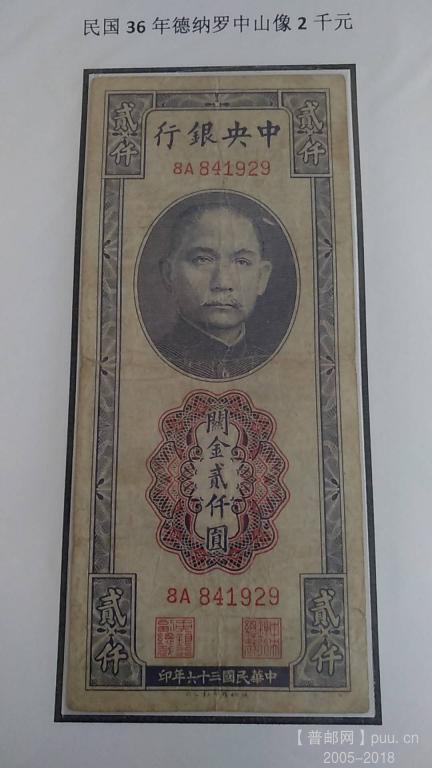 民国 36 年德纳罗中山像 2 千元
貳仟
貳仟
行銀央中
8A 841929
關金貳仟圓
8A 841929
貳仟
貳仟
印年六十三國民華中
【普邮网】puu.cn
2005-2018